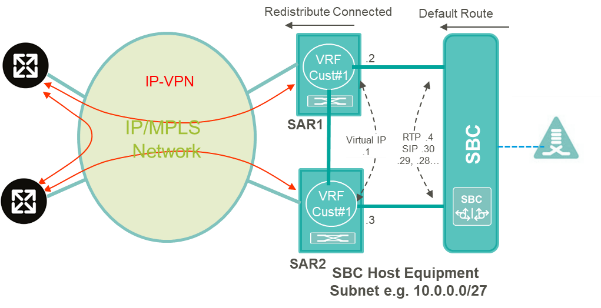 Redistribute Connected
Default Route
VRF
Cust#1
.2
IP-VPN
SAR1
IP/MPLS
Network
Virtual IP
.1
RTP .4
SIP .30
.29, .28...
SBC
VRF
Cust#1
.3
SBC
SAR2
SBC Host Equipment
Subnet e.g. 10.0.0.0/27